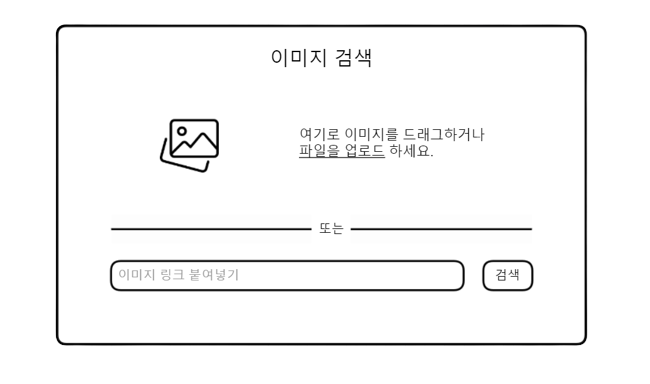 이미지 검색
여기로 이미지를 드래그하거나
파일을 업로드 하세요.
또는
이미지 링크 붙여넣기
검색